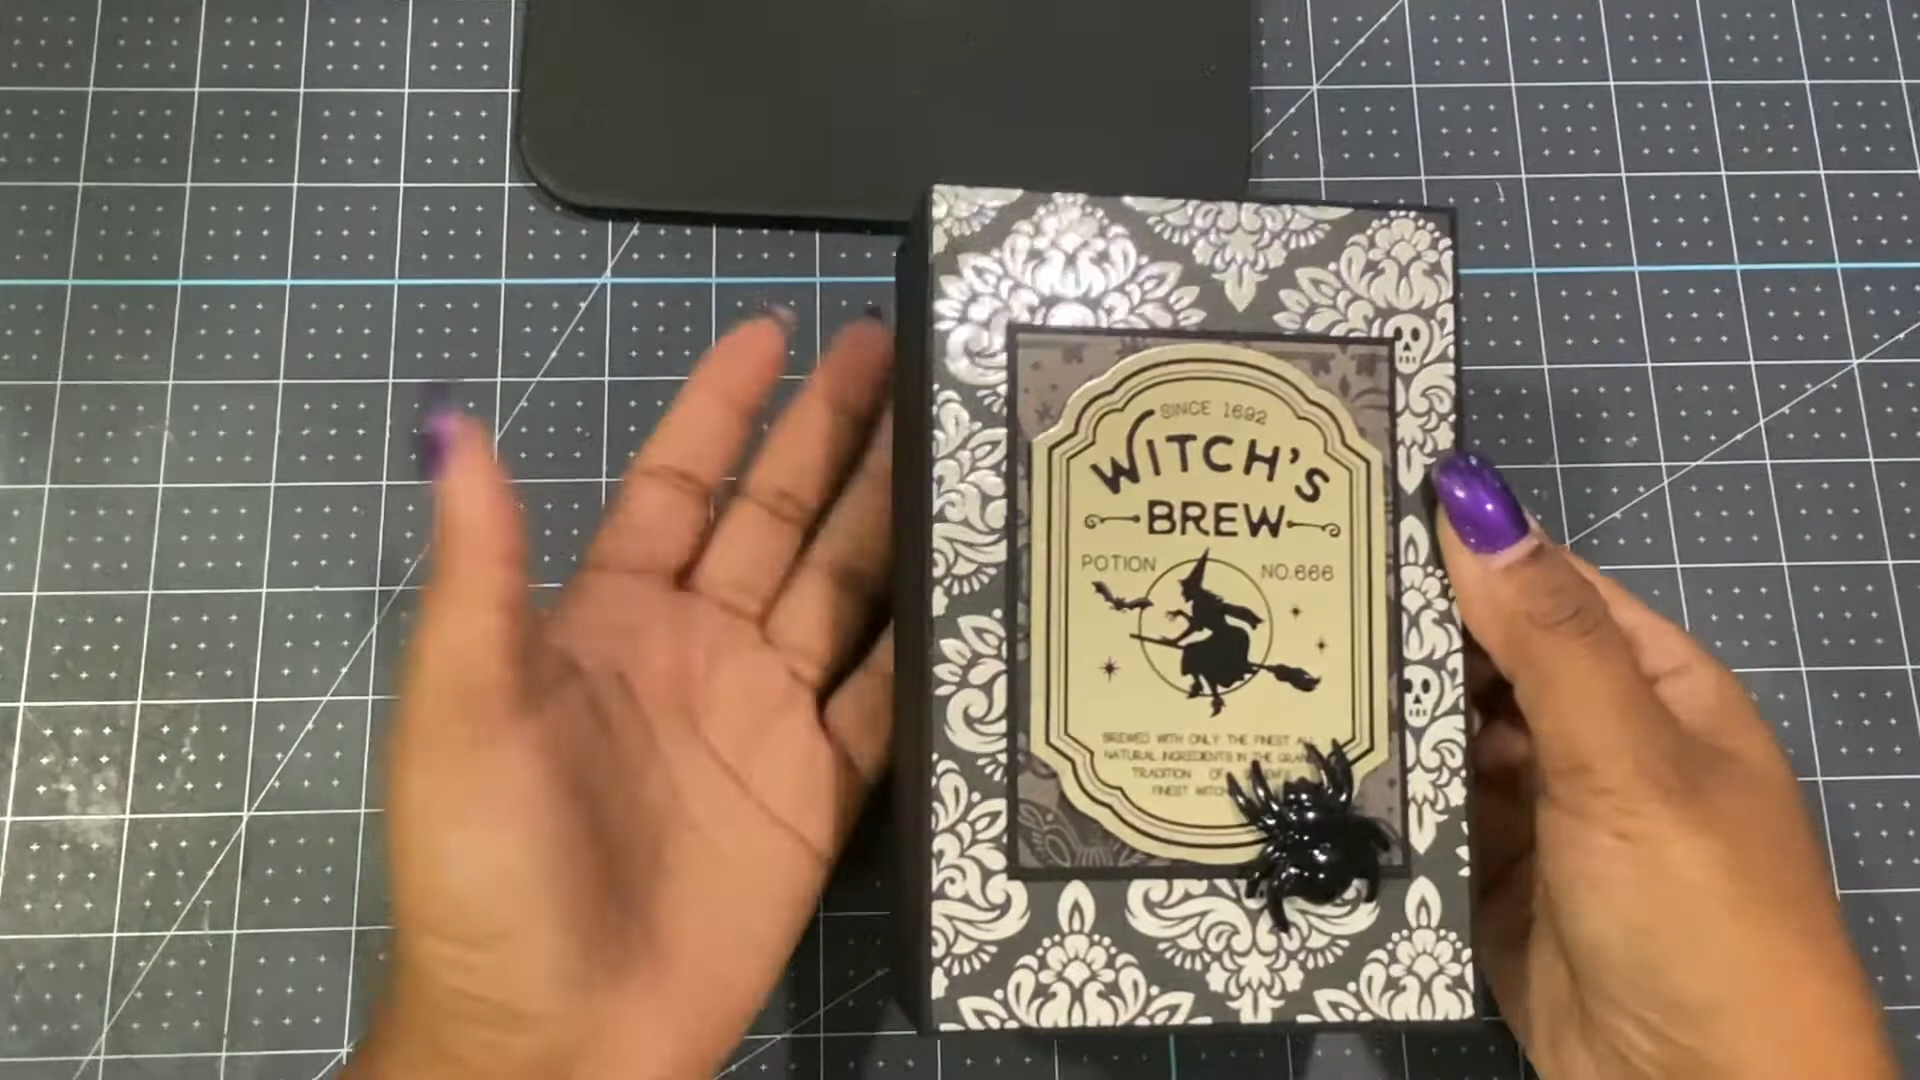 SINCE 1692
WITCH'S
BREW
POTION NO.666
BREWED WITH ONLY THE FINEST ALL
NATURAL INGREDIENTS IN THE GRAND
TRADITION OF
FINEST